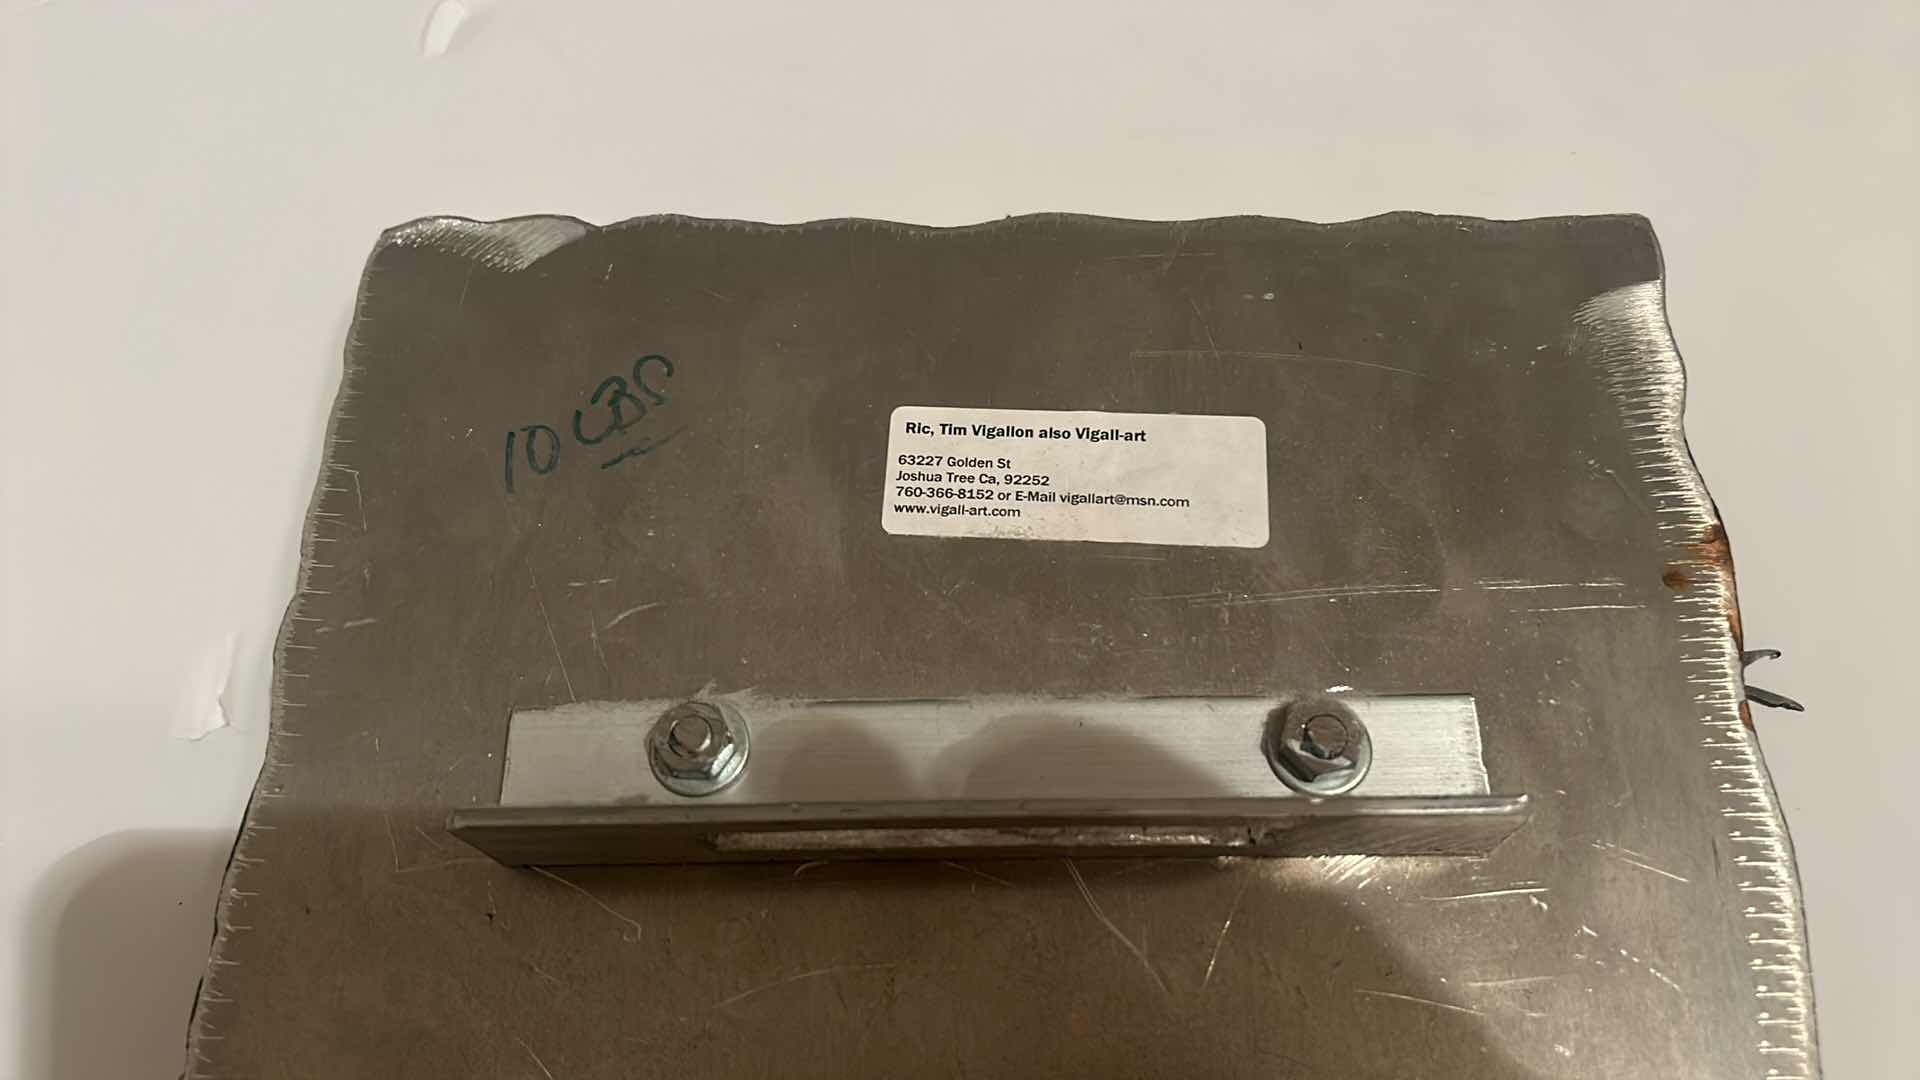 10 LBS
Ric, Tim Vigallon also Vigall-art
63227 Golden St
Joshua Tree Ca, 92252
760-366-8152 or E-Mail vigallart@msn.com
www.vigall-art.com